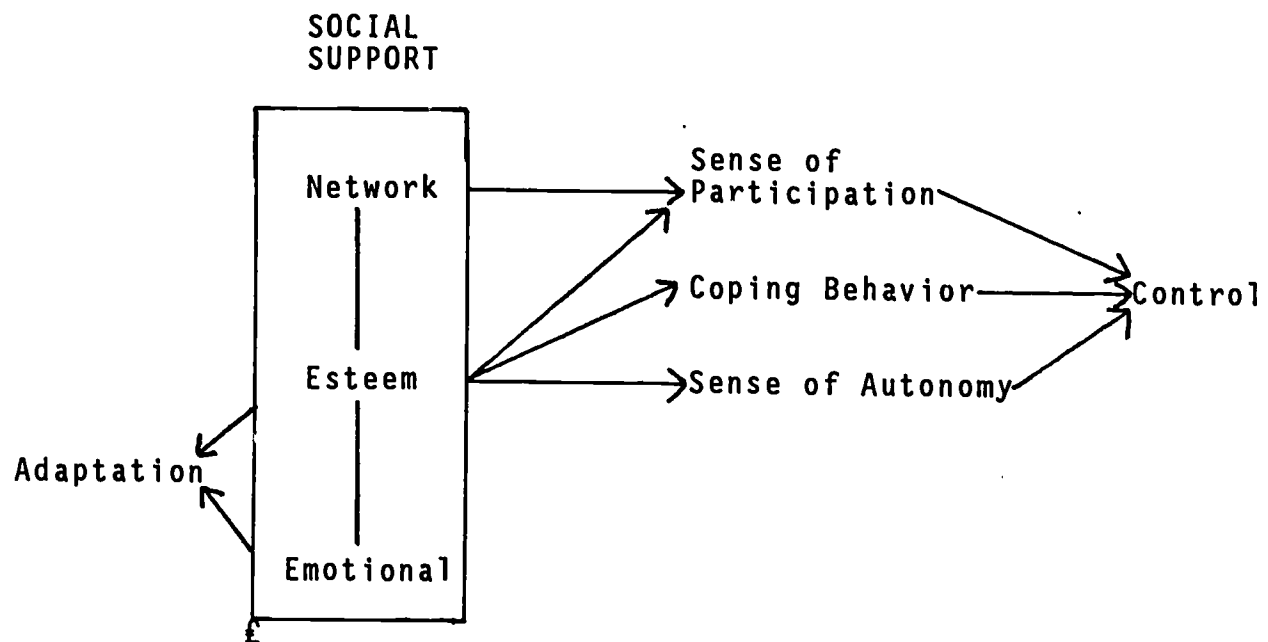 SOCIAL
SUPPORT
Network
Sense of
Participation
Coping Behavior
Control
Esteem
Sense of Autonomy
Adaptation
Emotional